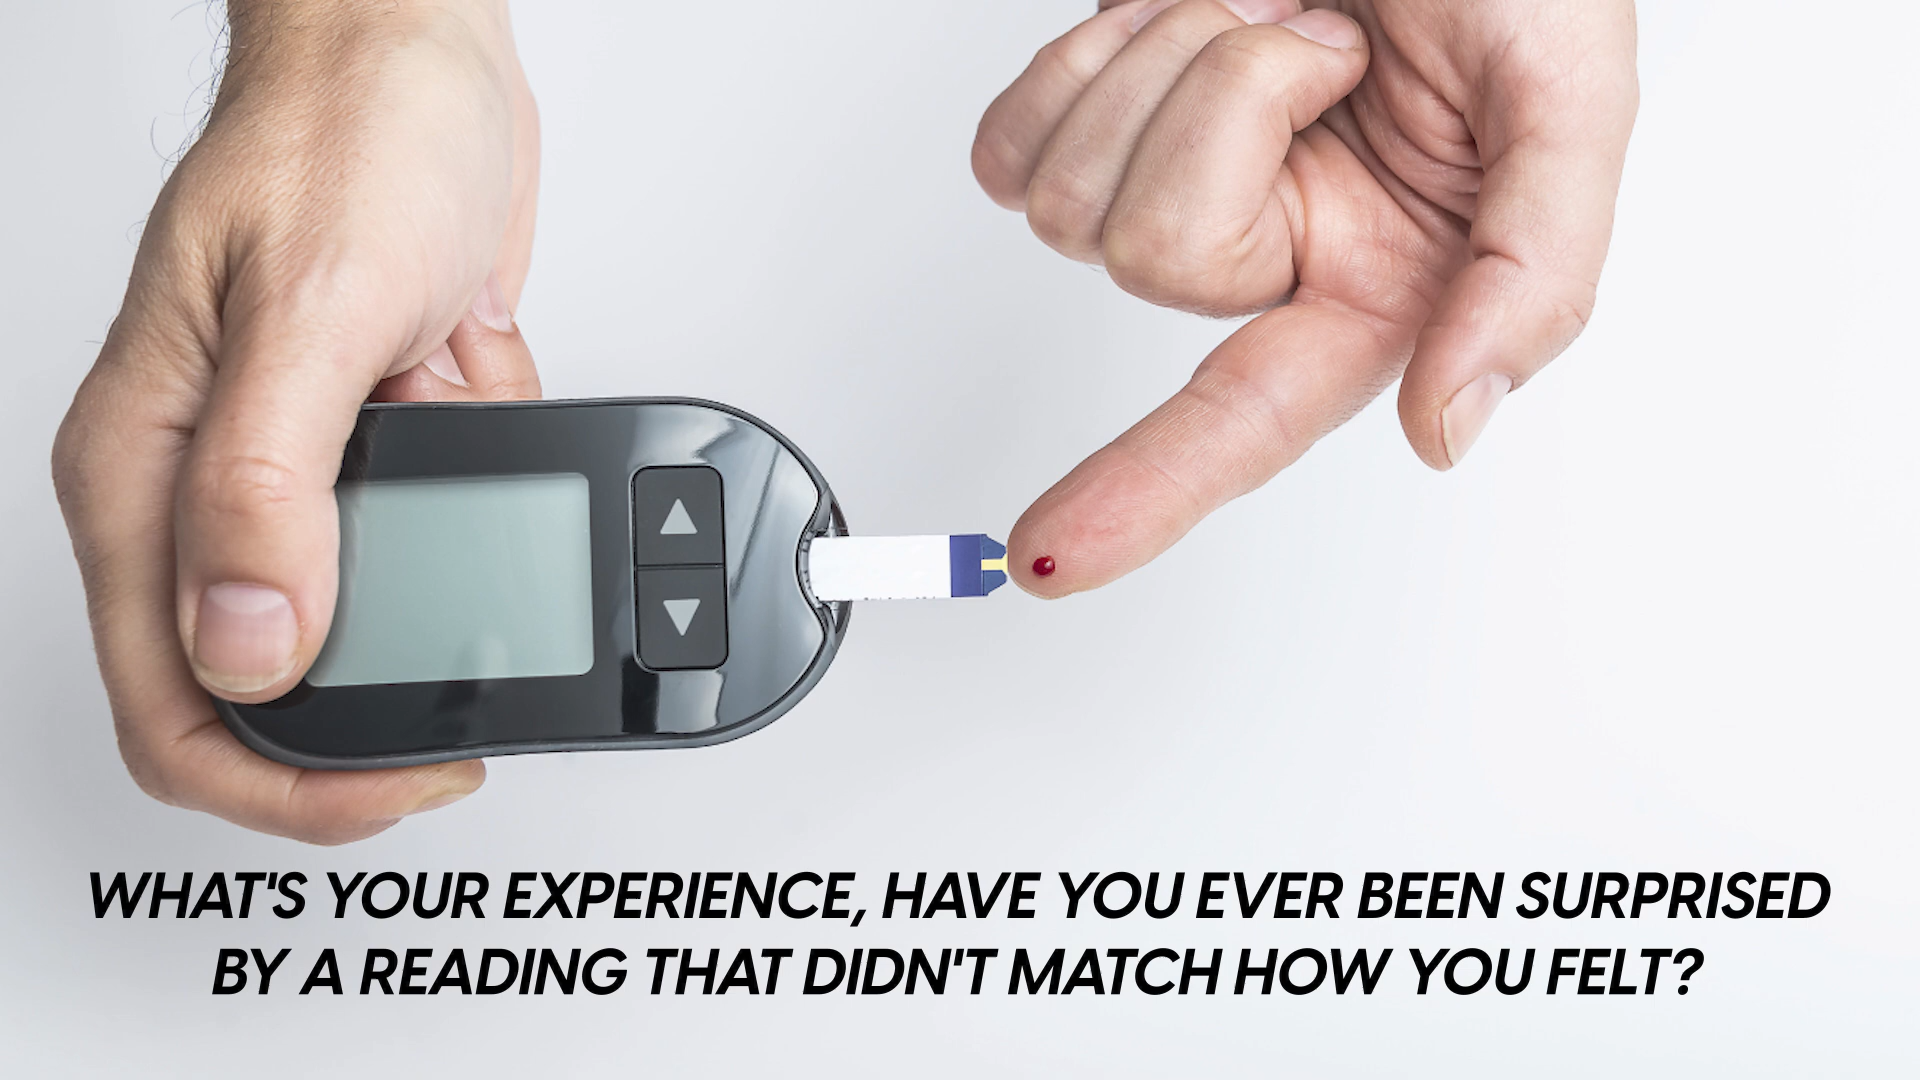 WHAT'S YOUR EXPERIENCE, HAVE YOU EVER BEEN SURPRISED
BY A READING THAT DIDN'T MATCH HOW YOU FELT?